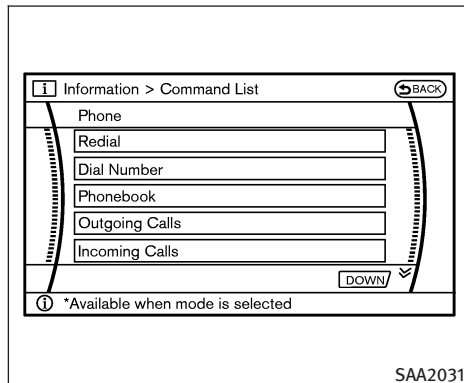 i Information > Command List BACK
Phone
Redial
Dial Number
Phonebook
Outgoing Calls
Incoming Calls
DOWN
i *Available when mode is selected
SAA2031